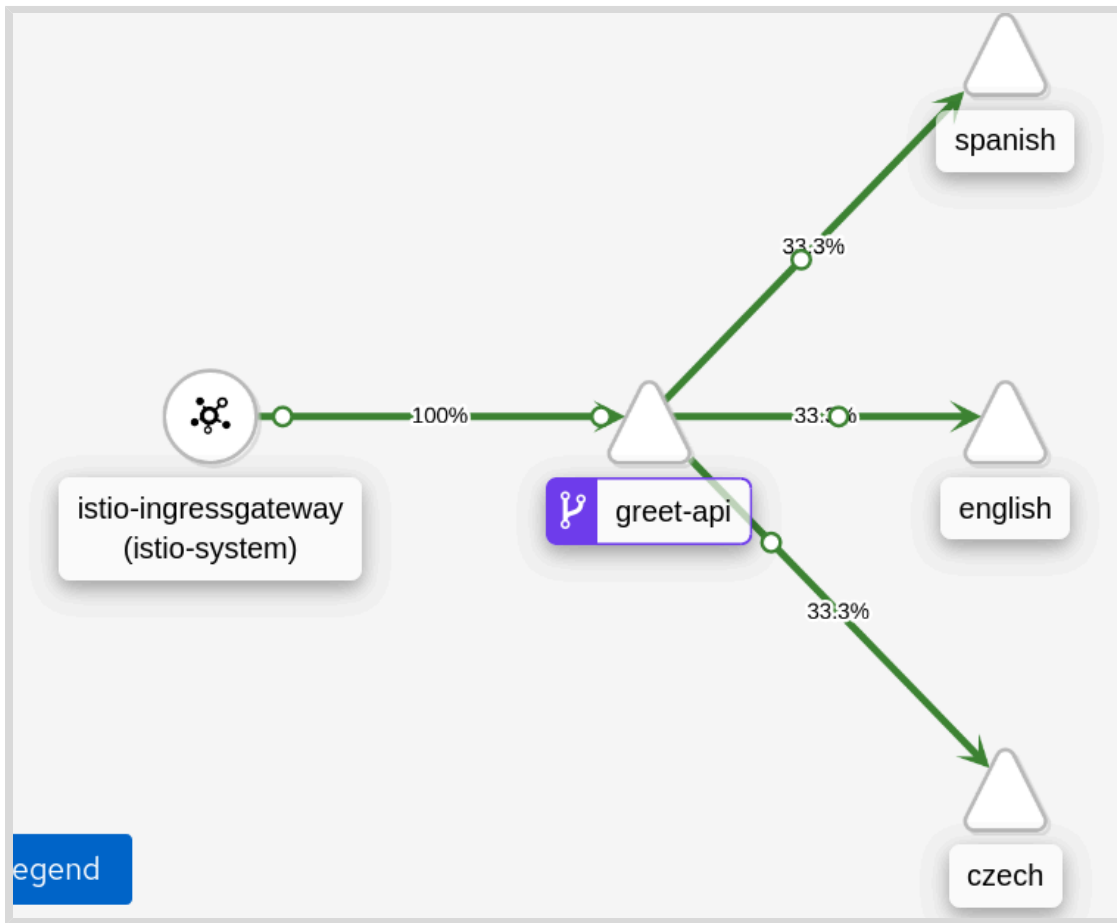 spanish
33.3%
100%
istio-ingressgateway
(istio-system)
greet-api
english
33.3%
czech
egend